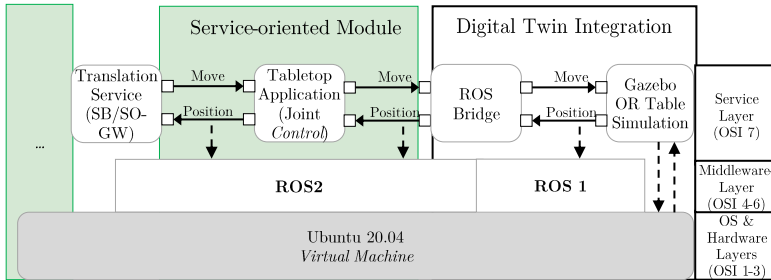 Service-oriented Module
Digital Twin Integration
Translation
Service
(SB/SO-
GW)
Move
Position
Tabletop
Application
(Joint
Control)
Move
Position
ROS
Bridge
Move
Position
Gazebo
OR Table
Simulation
Service
Layer
(OSI 7)
...
ROS2
ROS 1
Middleware
Layer
(OSI 4-6)
Ubuntu 20.04
Virtual Machine
OS &
Hardware
Layers
(OSI 1-3)